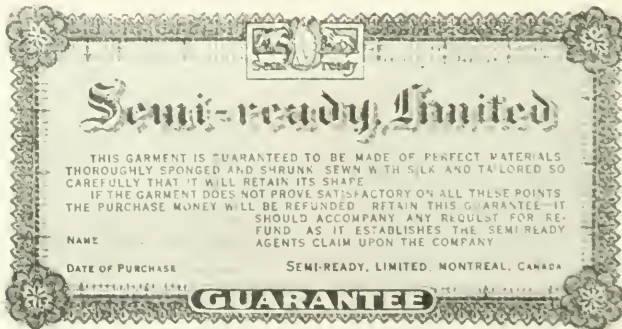 Semi ready
Semi-ready, Limited
THIS GARMENT IS GUARANTEED TO BE MADE OF PERFECT MATERIALS
THOROUGHLY SPONGED AND SHRUNK SEWN WITH SILK AND TAILORED SO
CAREFULLY THAT IT WILL RETAIN ITS SHAPE
IF THE GARMENT DOES NOT PROVE SATISFACTORY ON ALL THESE POINTS
THE PURCHASE MONEY WILL BE REFUNDED RETAIN THIS GUARANTEE IT
SHOULD ACCOMPANY ANY REQUEST FOR RE-
FUND AS IT ESTABLISHES THE SEMI READY
NAME AGENTS CLAIM UPON THE COMPANY
DATE OF PURCHASE SEMI-READY, LIMITED, MONTREAL, CANADA
GUARANTEE